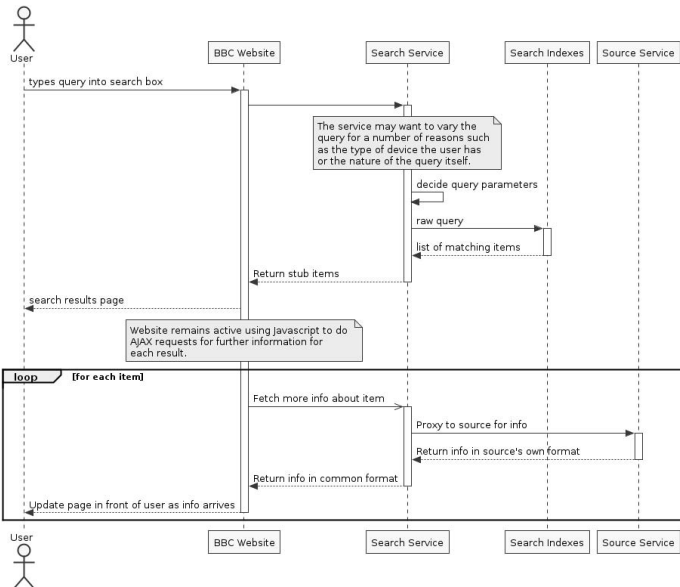 User
BBC Website
Search Service
Search Indexes
Source Service
types query into search box
The service may want to vary the
query for a number of reasons such
as the type of device the user has
or the nature of the query itself.
decide query parameters
raw query
list of matching items
Return stub items
search results page
Website remains active using Javascript to do
AJAX requests for further information for
each result.
loop
[for each item]
Fetch more info about item
Proxy to source for info
Return info in source's own format
Return info in common format
Update page in front of user as info arrives
User
BBC Website
Search Service
Search Indexes
Source Service